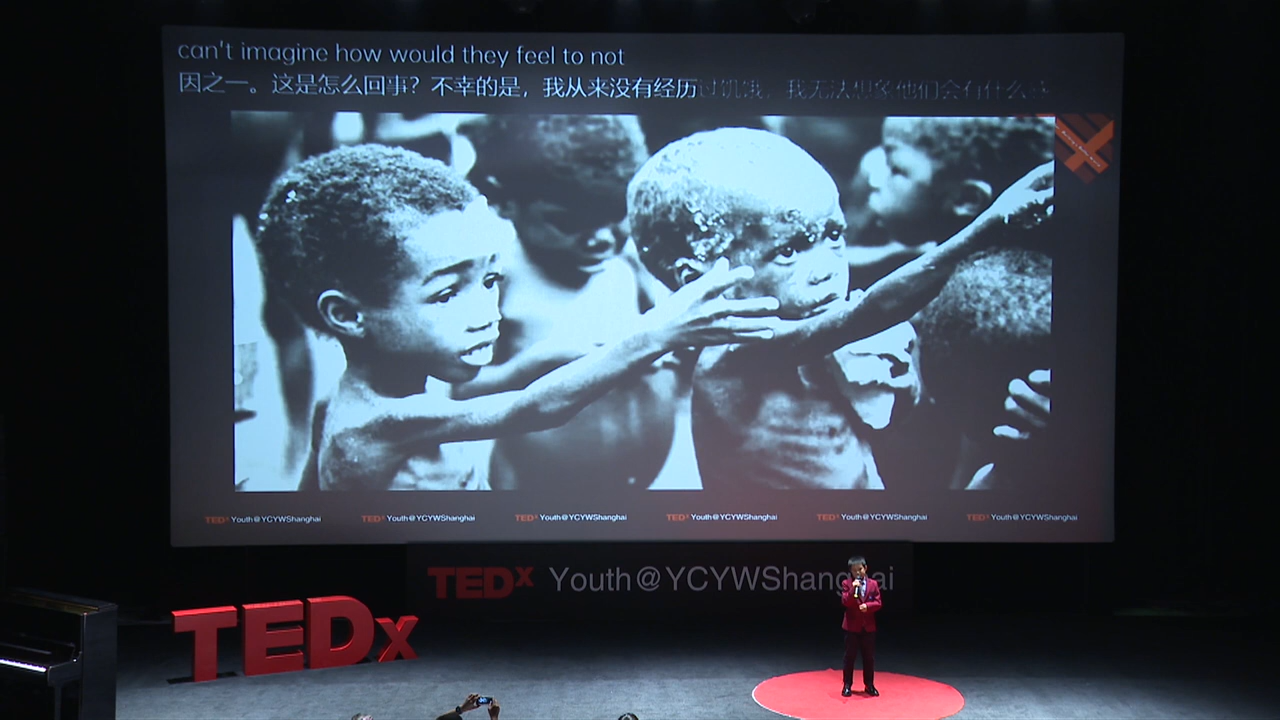 can't imagine how would they feel to not
因之一。这是怎么回事？不幸的是，我从来没有经历过饥饿，我无法想象他们会有什么感
TEDx Youth@YCYWShanghai
TEDx Youth@YCYWShanghai
TEDx Youth@YCYWShanghai
TEDx Youth@YCYWShanghai
TEDx Youth@YCYWShanghai
TEDx Youth@YCYWShanghai
TEDx Youth@YCYWShanghai
TEDx